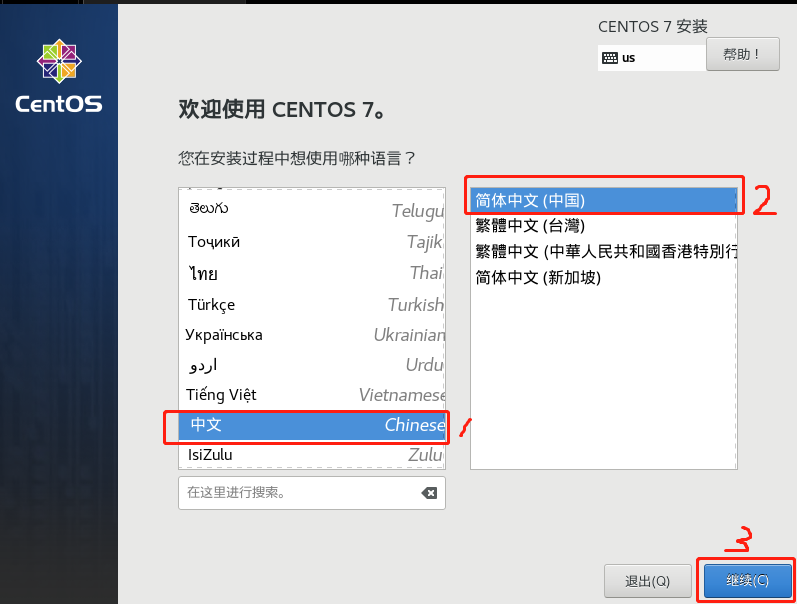 CENTOS 7 安装
us
帮助！
CentOS
欢迎使用 CENTOS 7。
您在安装过程中想使用哪种语言？
తెలుగు Telugu
Тоҷикӣ Tajik
ไทย Thai
Türkçe Turkish
Українська Ukrainian
اردو Urdu
Tiếng Việt Vietnamese
中文 Chinese
IsiZulu Zulu
1
简体中文 (中国)
繁體中文 (台灣)
繁體中文 (中華人民共和國香港特別行
简体中文 (新加坡)
2
在这里进行搜索。
3
退出(Q)
继续(C)